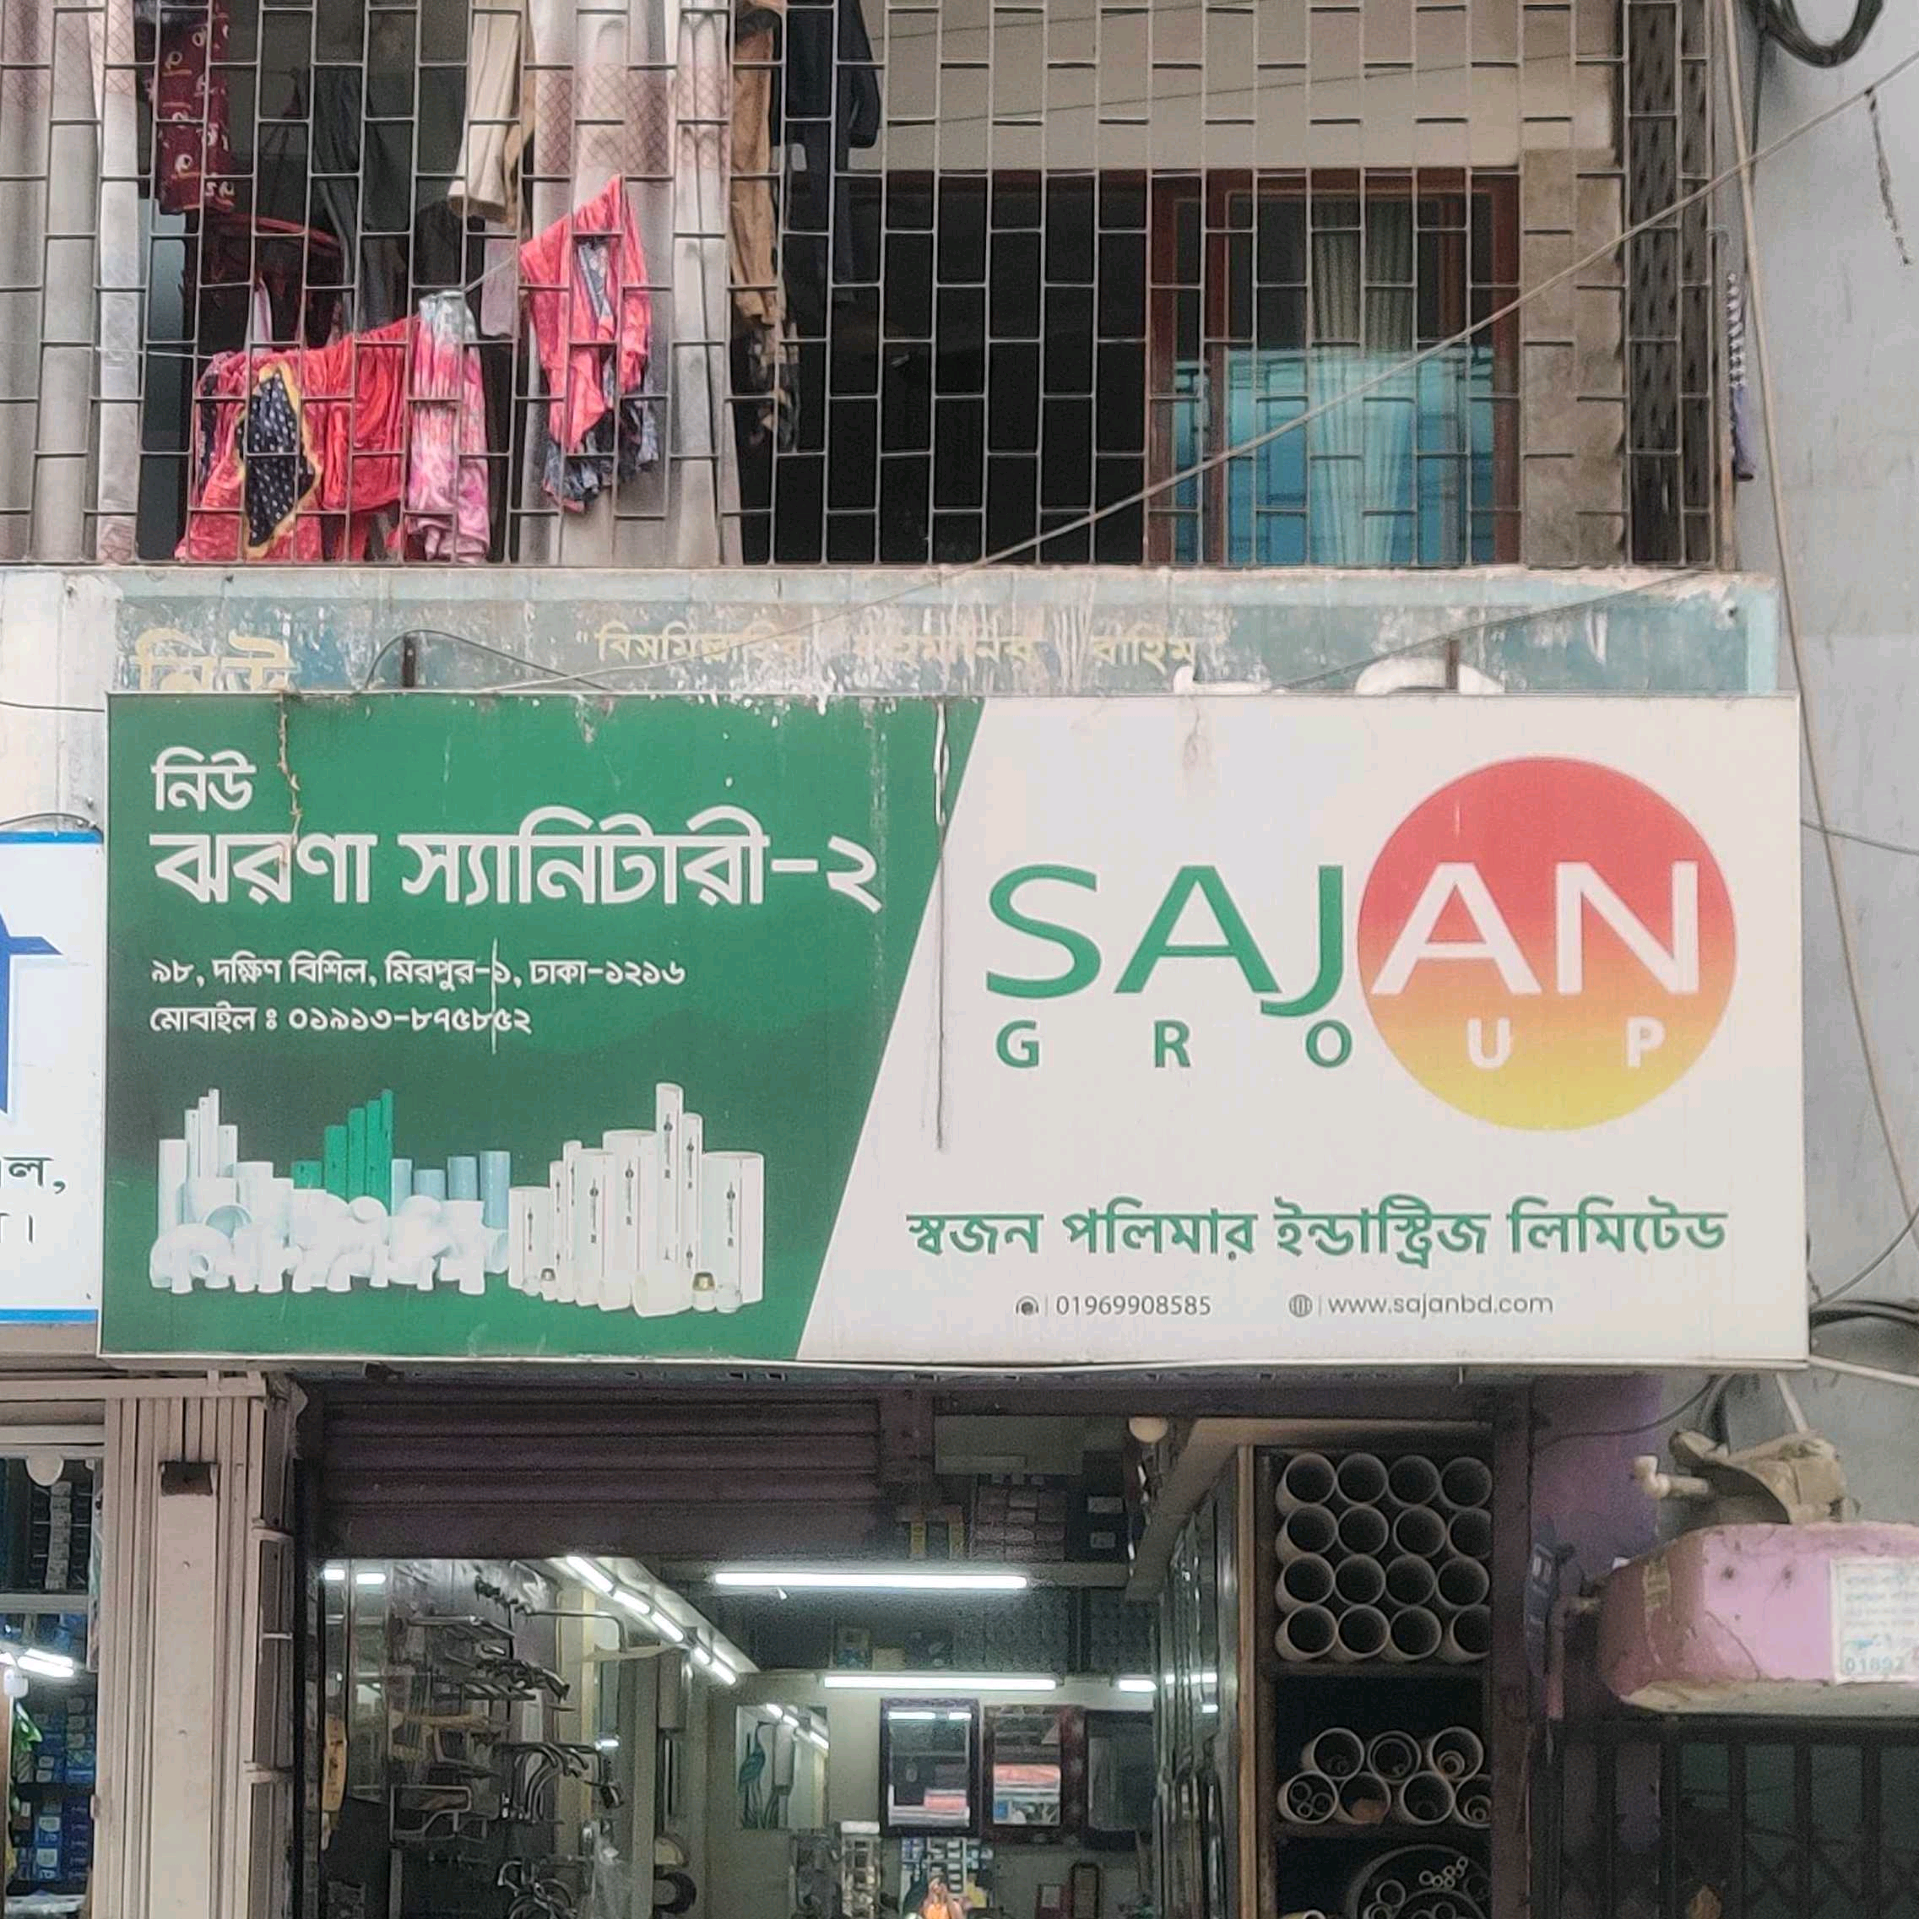 "বিসমিল্লাহির রাহমানির রাহিম"
নিউ
নিউ
ঝরণা স্যানিটারী-২
৯৮, দক্ষিণ বিশিল, মিরপুর-১, ঢাকা-১২১৬
মোবাইল ঃ ০১৯১৩-৮৭৫৮৫২
SAJAN
GROUP
স্বজন পলিমার ইন্ডাস্ট্রিজ লিমিটেড
01969908585
www.sajanbd.com